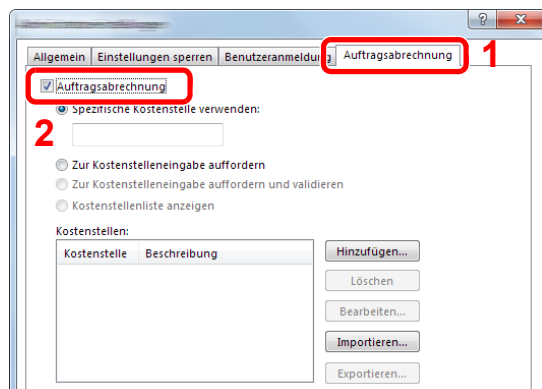 Allgemein Einstellungen sperren Benutzeranmeldung Auftragsabrechnung 1
Auftragsabrechnung
Spezifische Kostenstelle verwenden:
2
Zur Kostenstelleneingabe auffordern
Zur Kostenstelleneingabe auffordern und validieren
Kostenstellenliste anzeigen
Kostenstellen:
Kostenstelle Beschreibung
Hinzufügen...
Löschen
Bearbeiten...
Importieren...
Exportieren...